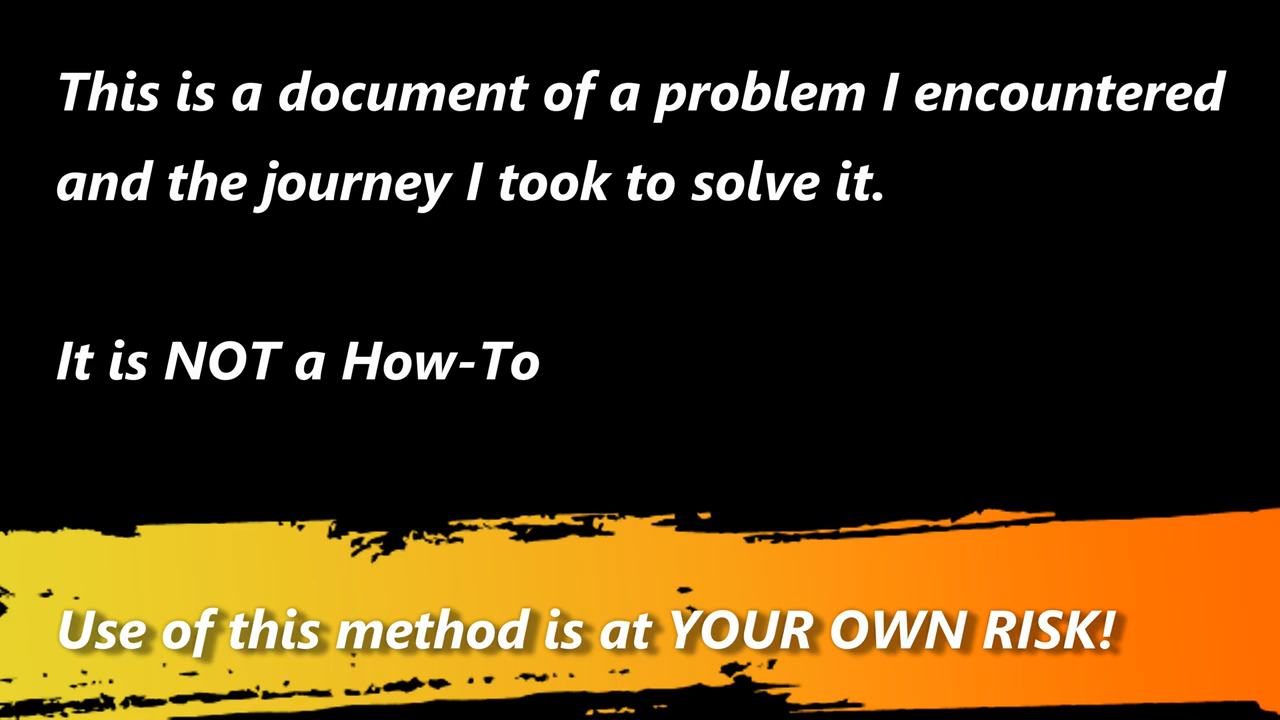 This is a document of a problem I encountered
and the journey I took to solve it.
It is NOT a How-To
Use of this method is at YOUR OWN RISK!